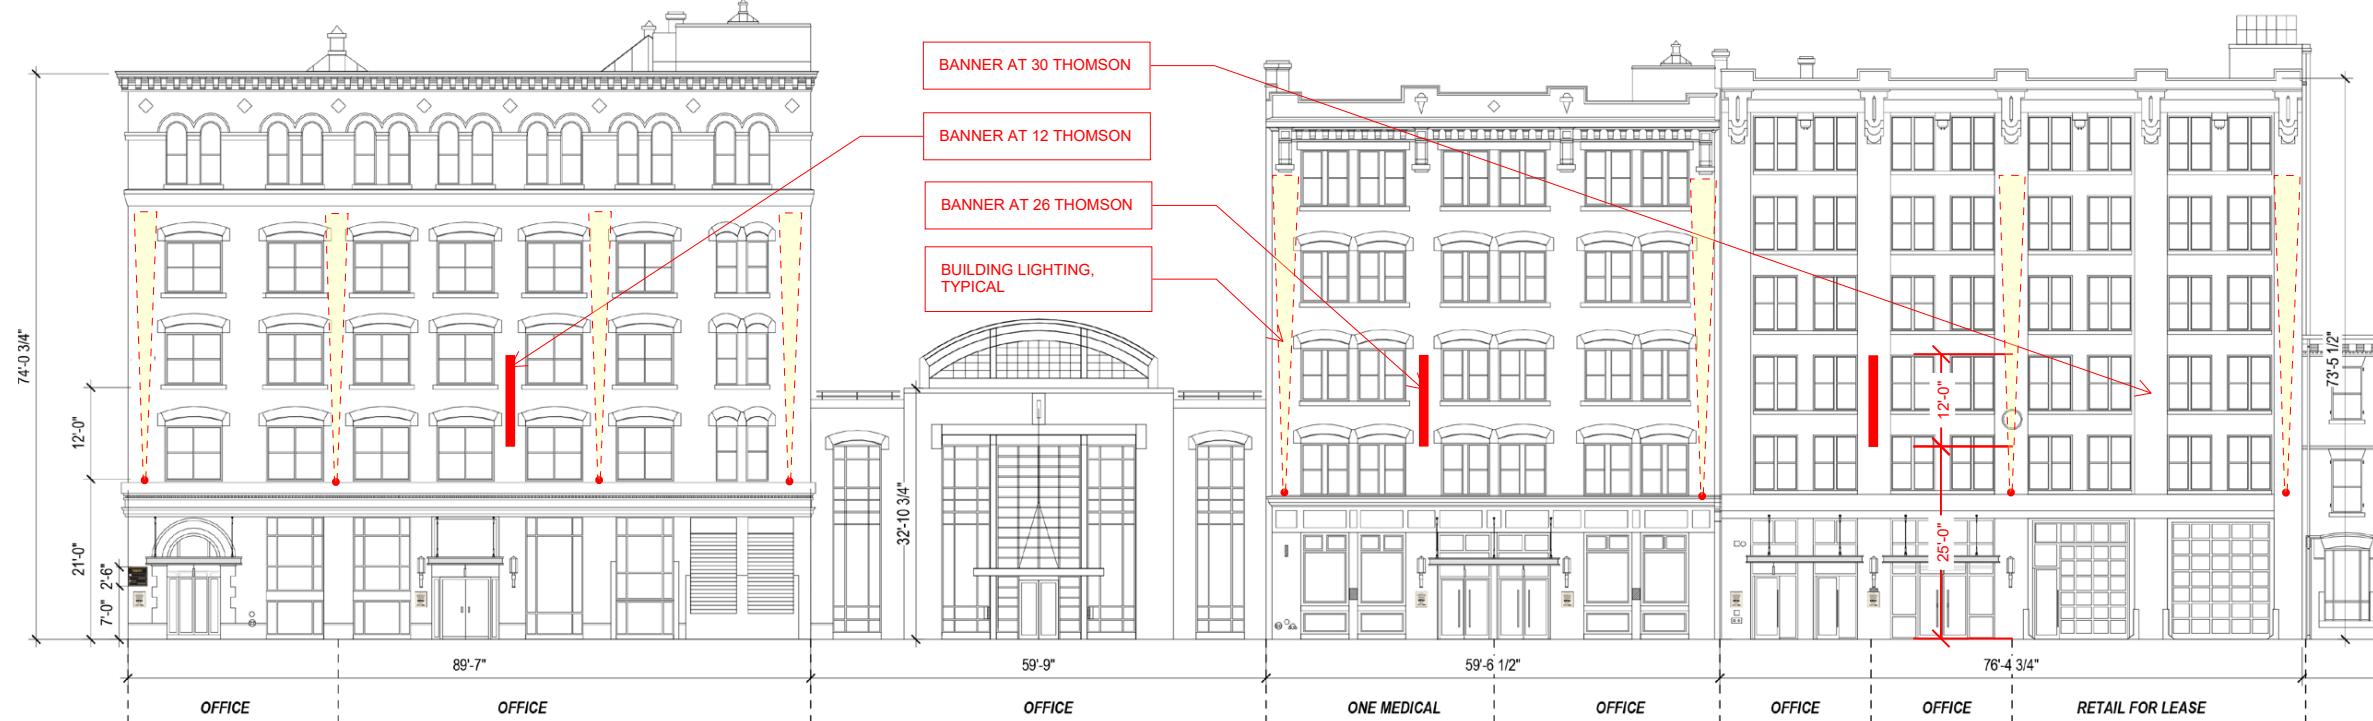 BANNER AT 30 THOMSON
BANNER AT 12 THOMSON
BANNER AT 26 THOMSON
BUILDING LIGHTING,
TYPICAL
74'-0 3/4"
12'-0"
21'-0"
2'-6"
7'-0"
32'-10 3/4"
12'-0"
25'-0"
73'-5 1/2"
89'-7"
59'-9"
59'-6 1/2"
76'-4 3/4"
OFFICE
OFFICE
OFFICE
ONE MEDICAL
OFFICE
OFFICE
OFFICE
RETAIL FOR LEASE